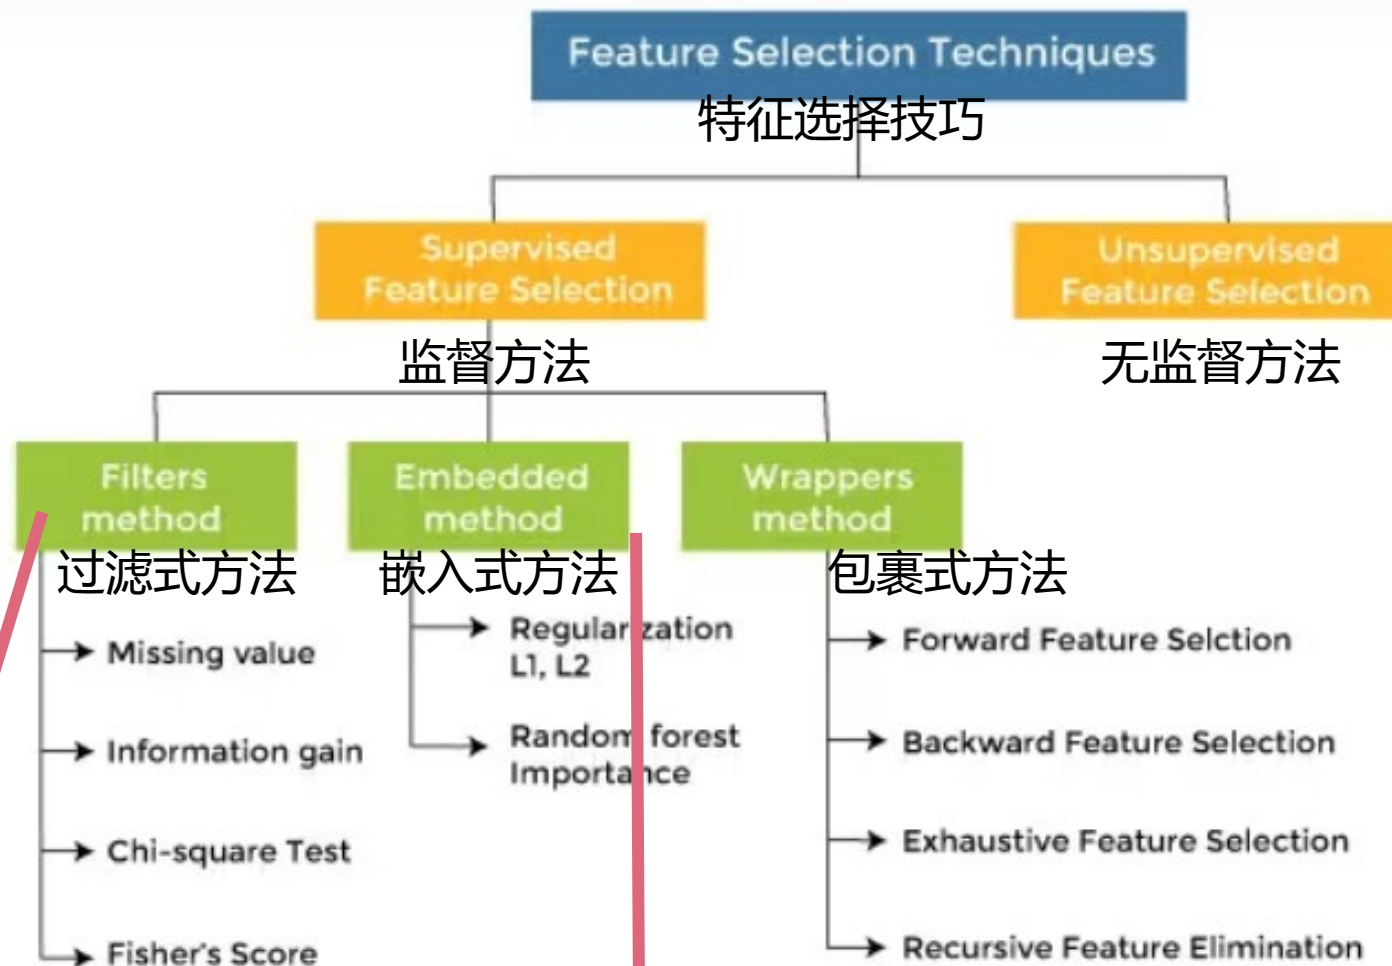 Feature Selection Techniques
特征选择技巧
Supervised
Feature Selection
监督方法
Unsupervised
Feature Selection
无监督方法
Filters
method
过滤式方法
Missing value
Information gain
Chi-square Test
Fisher's Score
Embedded
method
嵌入式方法
Regularization
L1, L2
Random forest
Importance
Wrappers
method
包裹式方法
Forward Feature Selction
Backward Feature Selection
Exhaustive Feature Selection
Recursive Feature Elimination